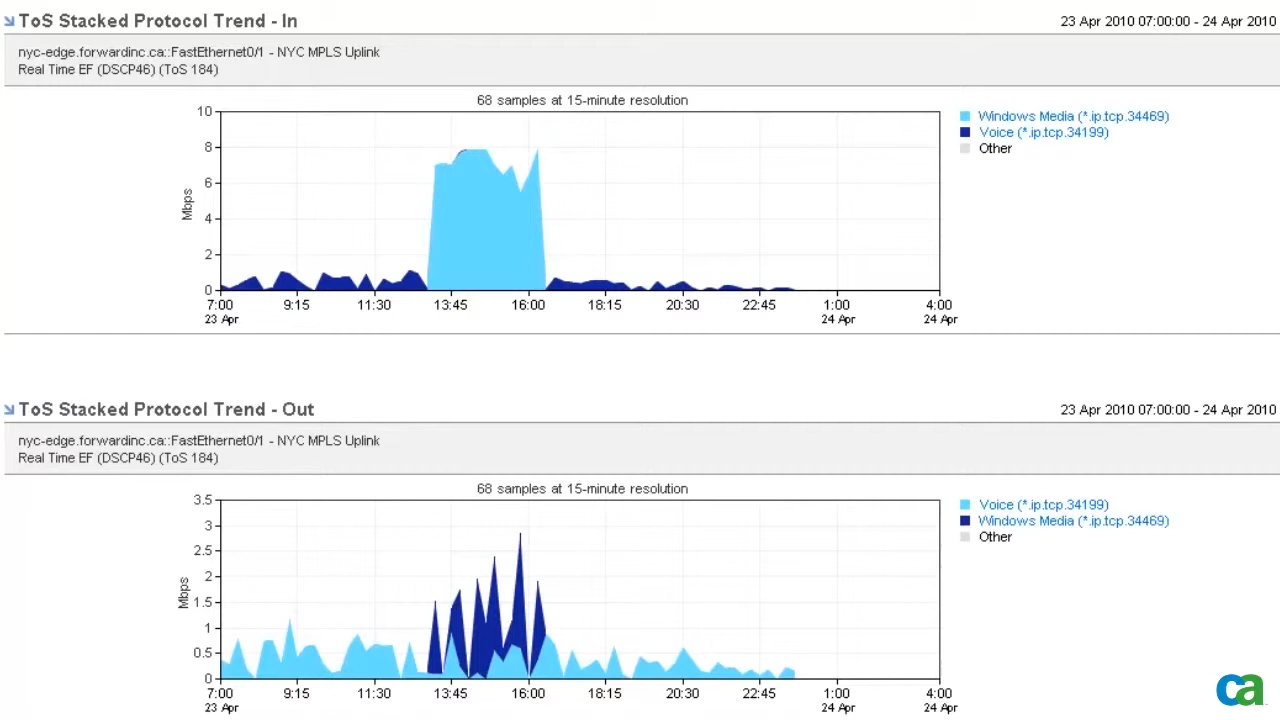 ToS Stacked Protocol Trend - In
23 Apr 2010 07:00:00 - 24 Apr 2010
nyc-edge.forwardinc.ca::FastEthernet0/1 - NYC MPLS Uplink
Real Time EF (DSCP46) (ToS 184)
68 samples at 15-minute resolution
10
8
6
4
2
0
Mbps
7:00 9:15 11:30 13:45 16:00 18:15 20:30 22:45 1:00 4:00
23 Apr 24 Apr 24 Apr
Windows Media (*.ip.tcp.34469)
Voice (*.ip.tcp.34199)
Other
ToS Stacked Protocol Trend - Out
23 Apr 2010 07:00:00 - 24 Apr 2010
nyc-edge.forwardinc.ca::FastEthernet0/1 - NYC MPLS Uplink
Real Time EF (DSCP46) (ToS 184)
68 samples at 15-minute resolution
3.5
3
2.5
2
1.5
1
0.5
0
Mbps
7:00 9:15 11:30 13:45 16:00 18:15 20:30 22:45 1:00 4:00
23 Apr 24 Apr 24 Apr
Voice (*.ip.tcp.34199)
Windows Media (*.ip.tcp.34469)
Other
ca